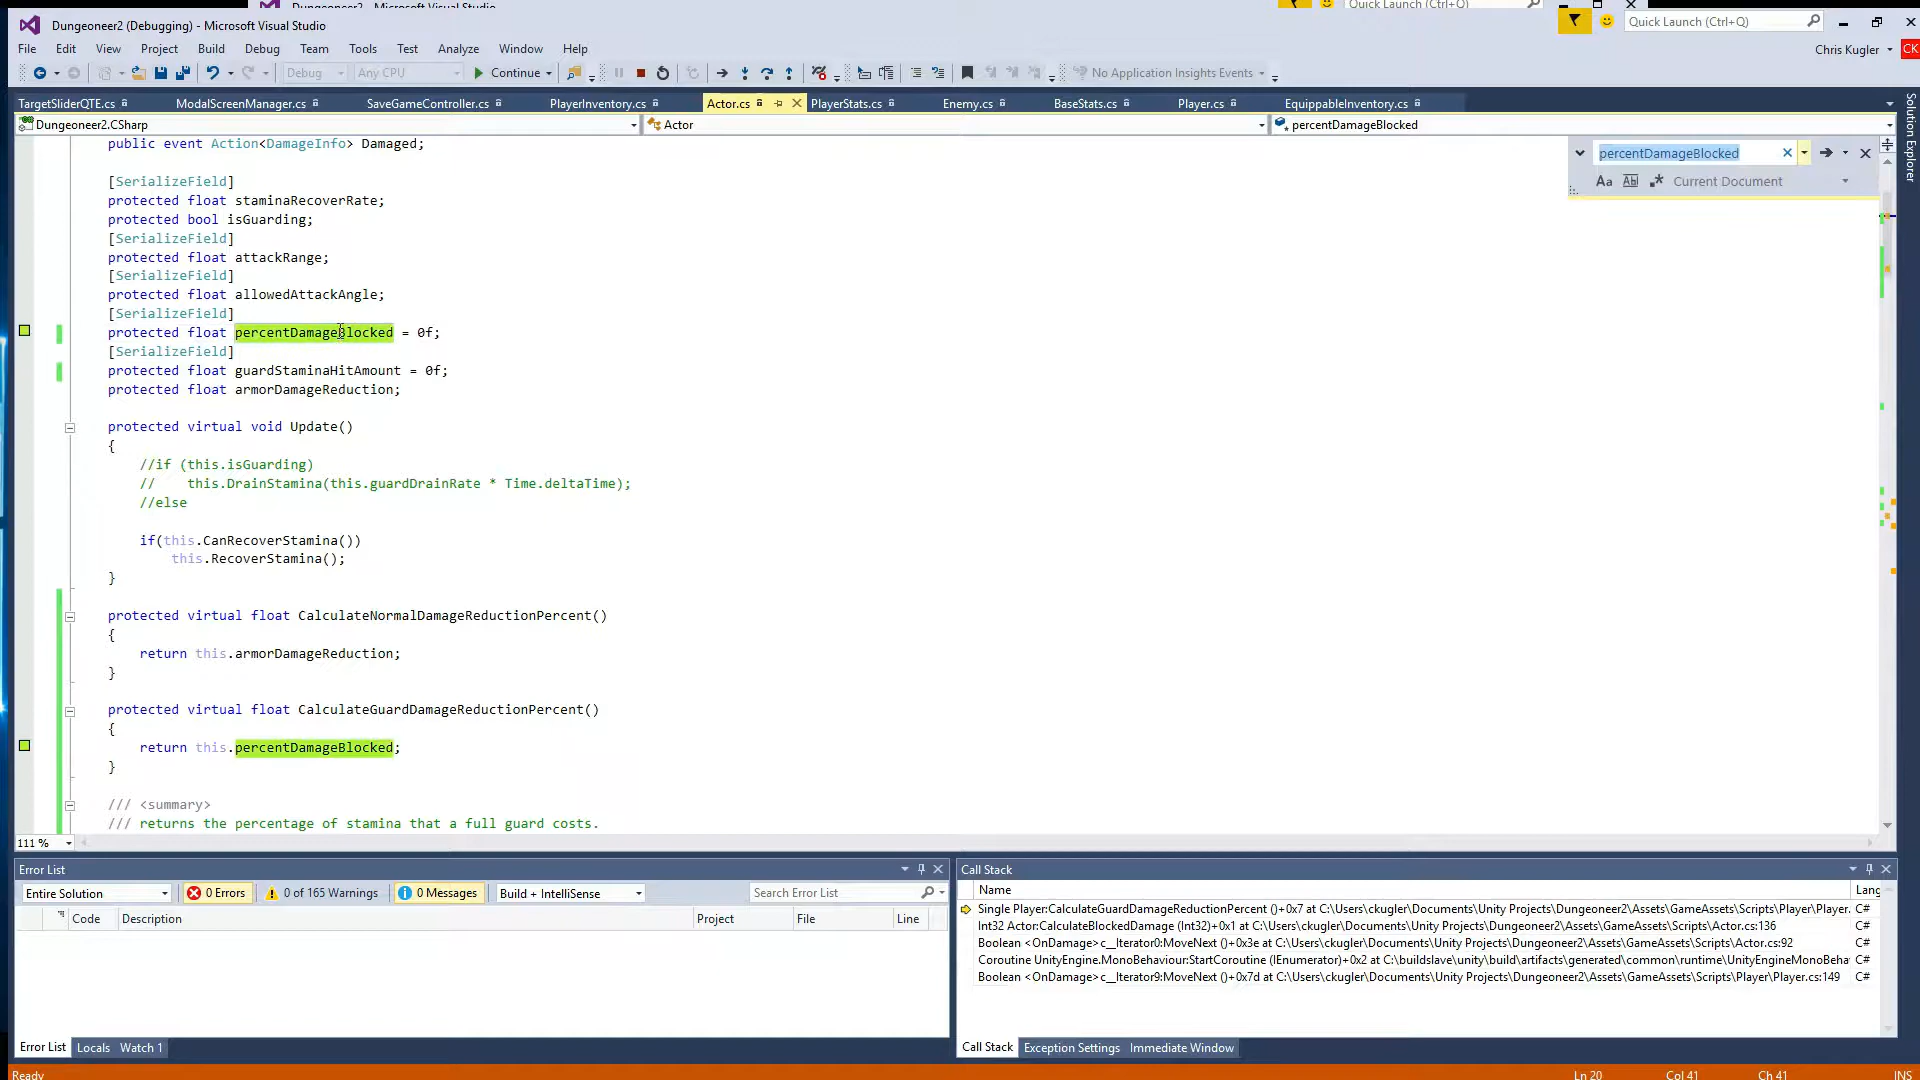 Dungeoneer2 (Debugging) - Microsoft Visual Studio
Quick Launch (Ctrl+Q)
File Edit View Project Build Debug Team Tools Test Analyze Window Help
Chris Kugler CK
Debug Any CPU Continue No Application Insights Events
TargetSliderQTE.cs ModalScreenManager.cs SaveGameController.cs PlayerInventory.cs Actor.cs PlayerStats.cs Enemy.cs BaseStats.cs Player.cs EquippableInventory.cs
Dungeoneer2.CSharp Actor percentDamageBlocked
Solution Explorer
percentDamageBlocked
Aa Ab Current Document
public event Action<DamageInfo> Damaged;
[SerializeField]
protected float staminaRecoverRate;
protected bool isGuarding;
[SerializeField]
protected float attackRange;
[SerializeField]
protected float allowedAttackAngle;
[SerializeField]
protected float percentDamageBlocked = 0f;
[SerializeField]
protected float guardStaminaHitAmount = 0f;
protected float armorDamageReduction;
protected virtual void Update()
{
//if (this.isGuarding)
//    this.DrainStamina(this.guardDrainRate * Time.deltaTime);
//else
if(this.CanRecoverStamina())
this.RecoverStamina();
}
protected virtual float CalculateNormalDamageReductionPercent()
{
return this.armorDamageReduction;
}
protected virtual float CalculateGuardDamageReductionPercent()
{
return this.percentDamageBlocked;
}
/// <summary>
/// returns the percentage of stamina that a full guard costs.
111 %
Error List
Entire Solution 0 Errors 0 of 165 Warnings 0 Messages Build + IntelliSense Search Error List
Code Description Project File Line
Error List Locals Watch 1
Call Stack
Name Lang
Single Player:CalculateGuardDamageReductionPercent ()+0x7 at C:\Users\ckugler\Documents\Unity Projects\Dungeoneer2\Assets\GameAssets\Scripts\Player\Player. C#
Int32 Actor:CalculateBlockedDamage (Int32)+0x1 at C:\Users\ckugler\Documents\Unity Projects\Dungeoneer2\Assets\GameAssets\Scripts\Actor.cs:136 C#
Boolean <OnDamage>c__Iterator0:MoveNext ()+0x3e at C:\Users\ckugler\Documents\Unity Projects\Dungeoneer2\Assets\GameAssets\Scripts\Actor.cs:92 C#
Coroutine UnityEngine.MonoBehaviour:StartCoroutine (IEnumerator)+0x2 at C:\buildslave\unity\build\artifacts\generated\common\runtime\UnityEngineMonoBeha C#
Boolean <OnDamage>c__Iterator9:MoveNext ()+0x7d at C:\Users\ckugler\Documents\Unity Projects\Dungeoneer2\Assets\GameAssets\Scripts\Player\Player.cs:149 C#
Call Stack Exception Settings Immediate Window
Ready Ln 20 Col 41 Ch 41 INS